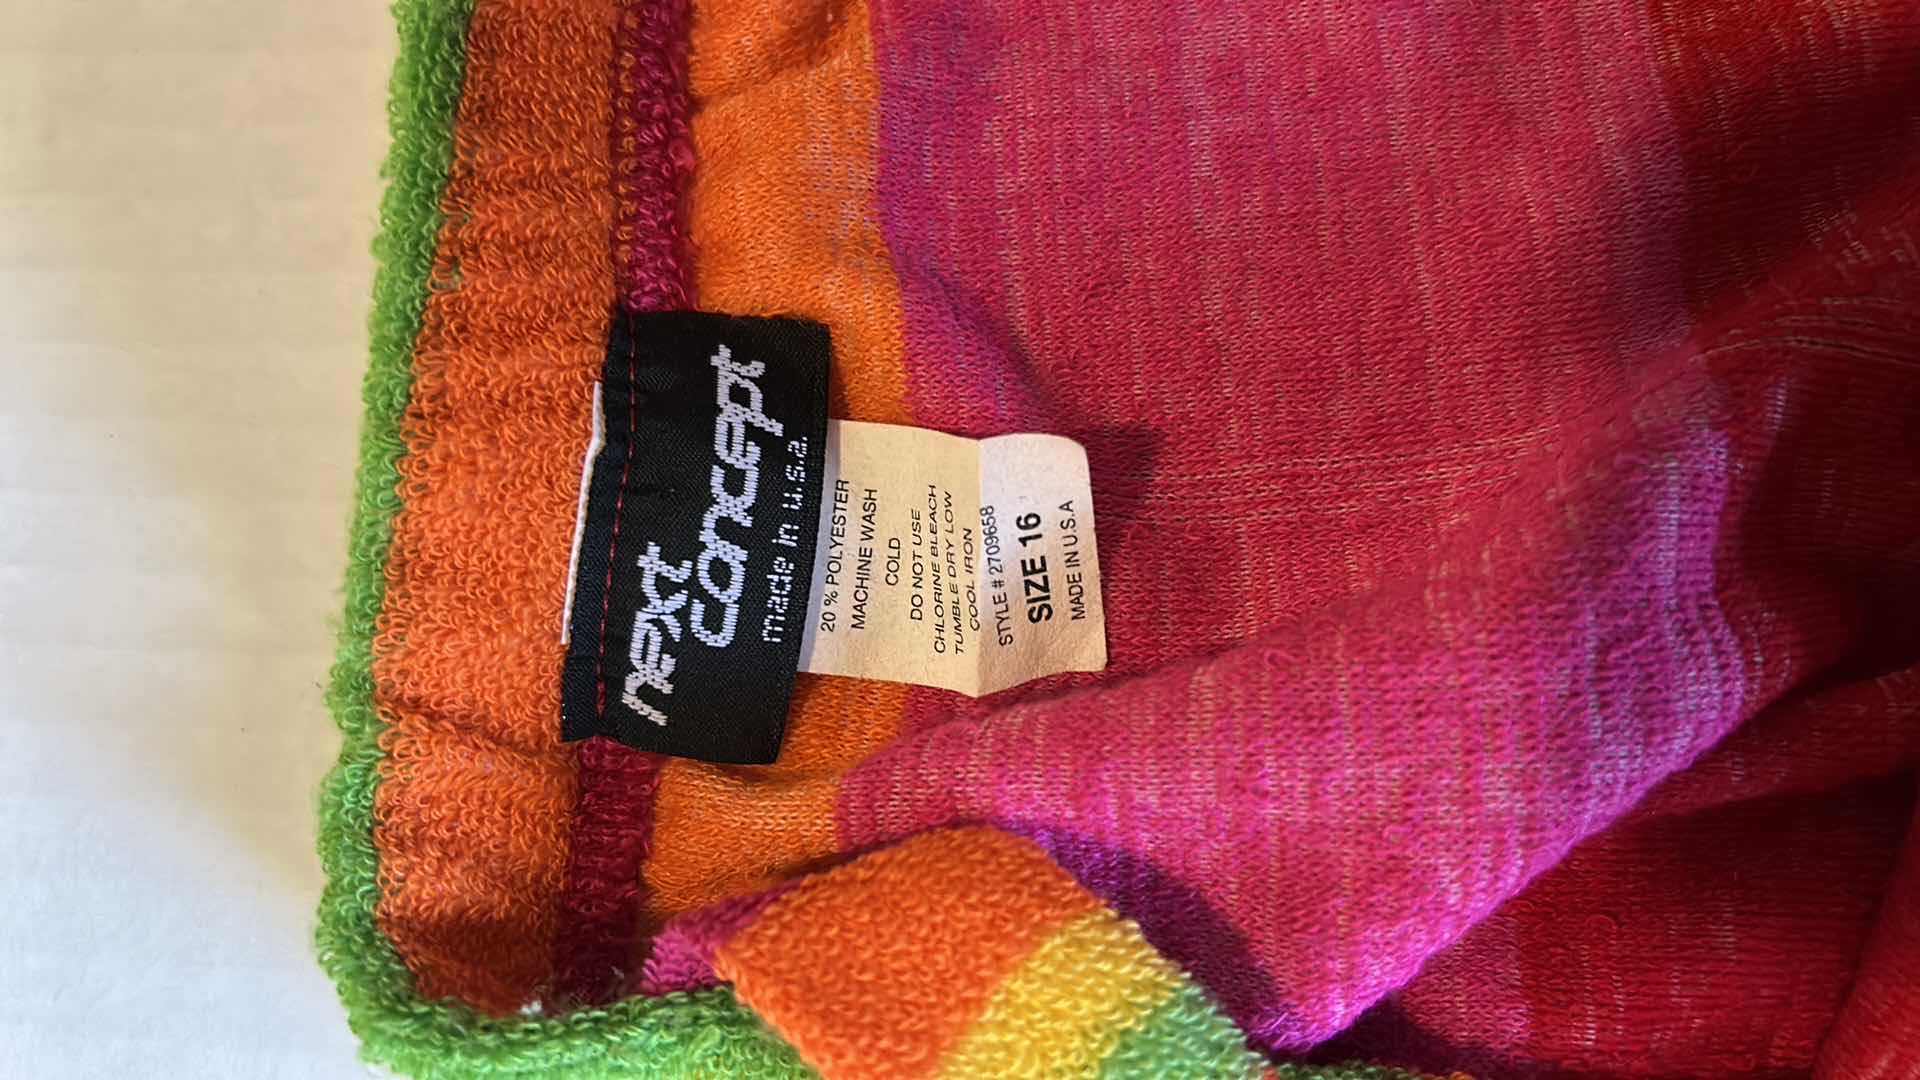 next
concept
made in u.s.a.
20 % POLYESTER
MACHINE WASH
COLD
DO NOT USE
CHLORINE BLEACH
TUMBLE DRY LOW
COOL IRON
STYLE # 2709658
SIZE 16
MADE IN U.S.A